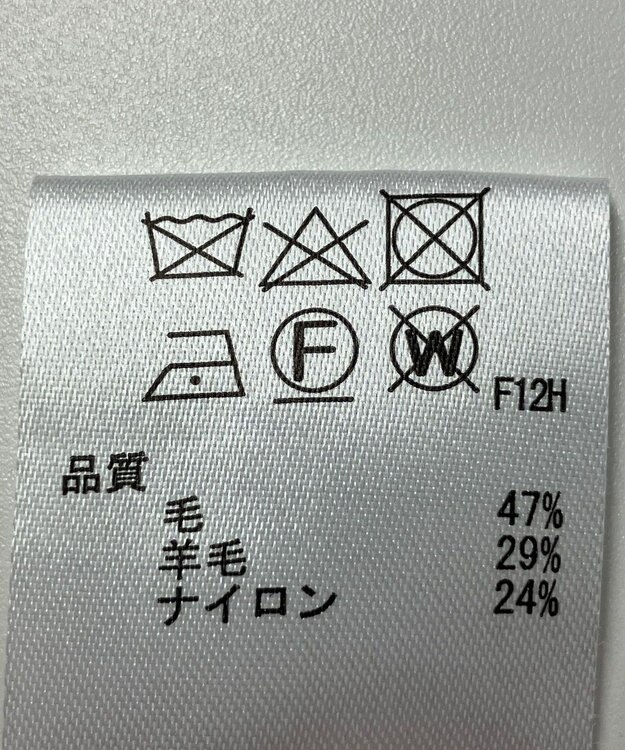 F W
F12H
品質
毛 47%
羊毛 29%
ナイロン 24%